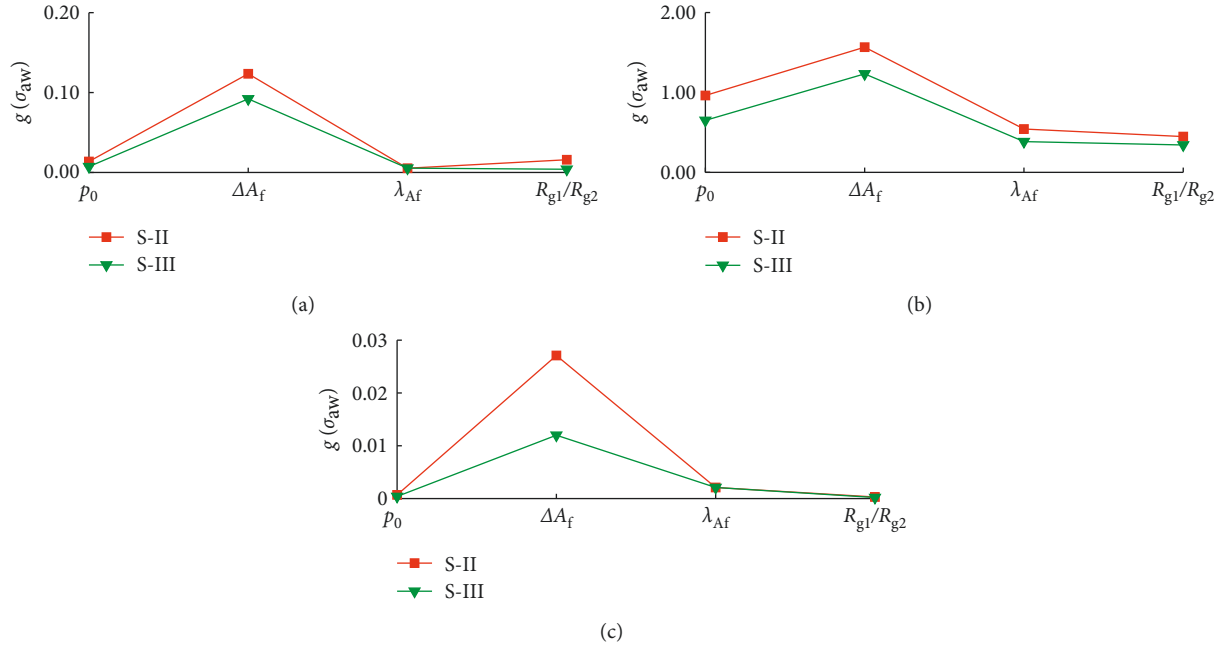 0.20
0.10
0.00
g (σaw)
p0
ΔAf
λAf
Rg1/Rg2
S-II
S-III
(a)
2.00
1.00
0.00
g (σaw)
p0
ΔAf
λAf
Rg1/Rg2
S-II
S-III
(b)
0.03
0.02
0.01
0
g (σaw)
p0
ΔAf
λAf
Rg1/Rg2
S-II
S-III
(c)